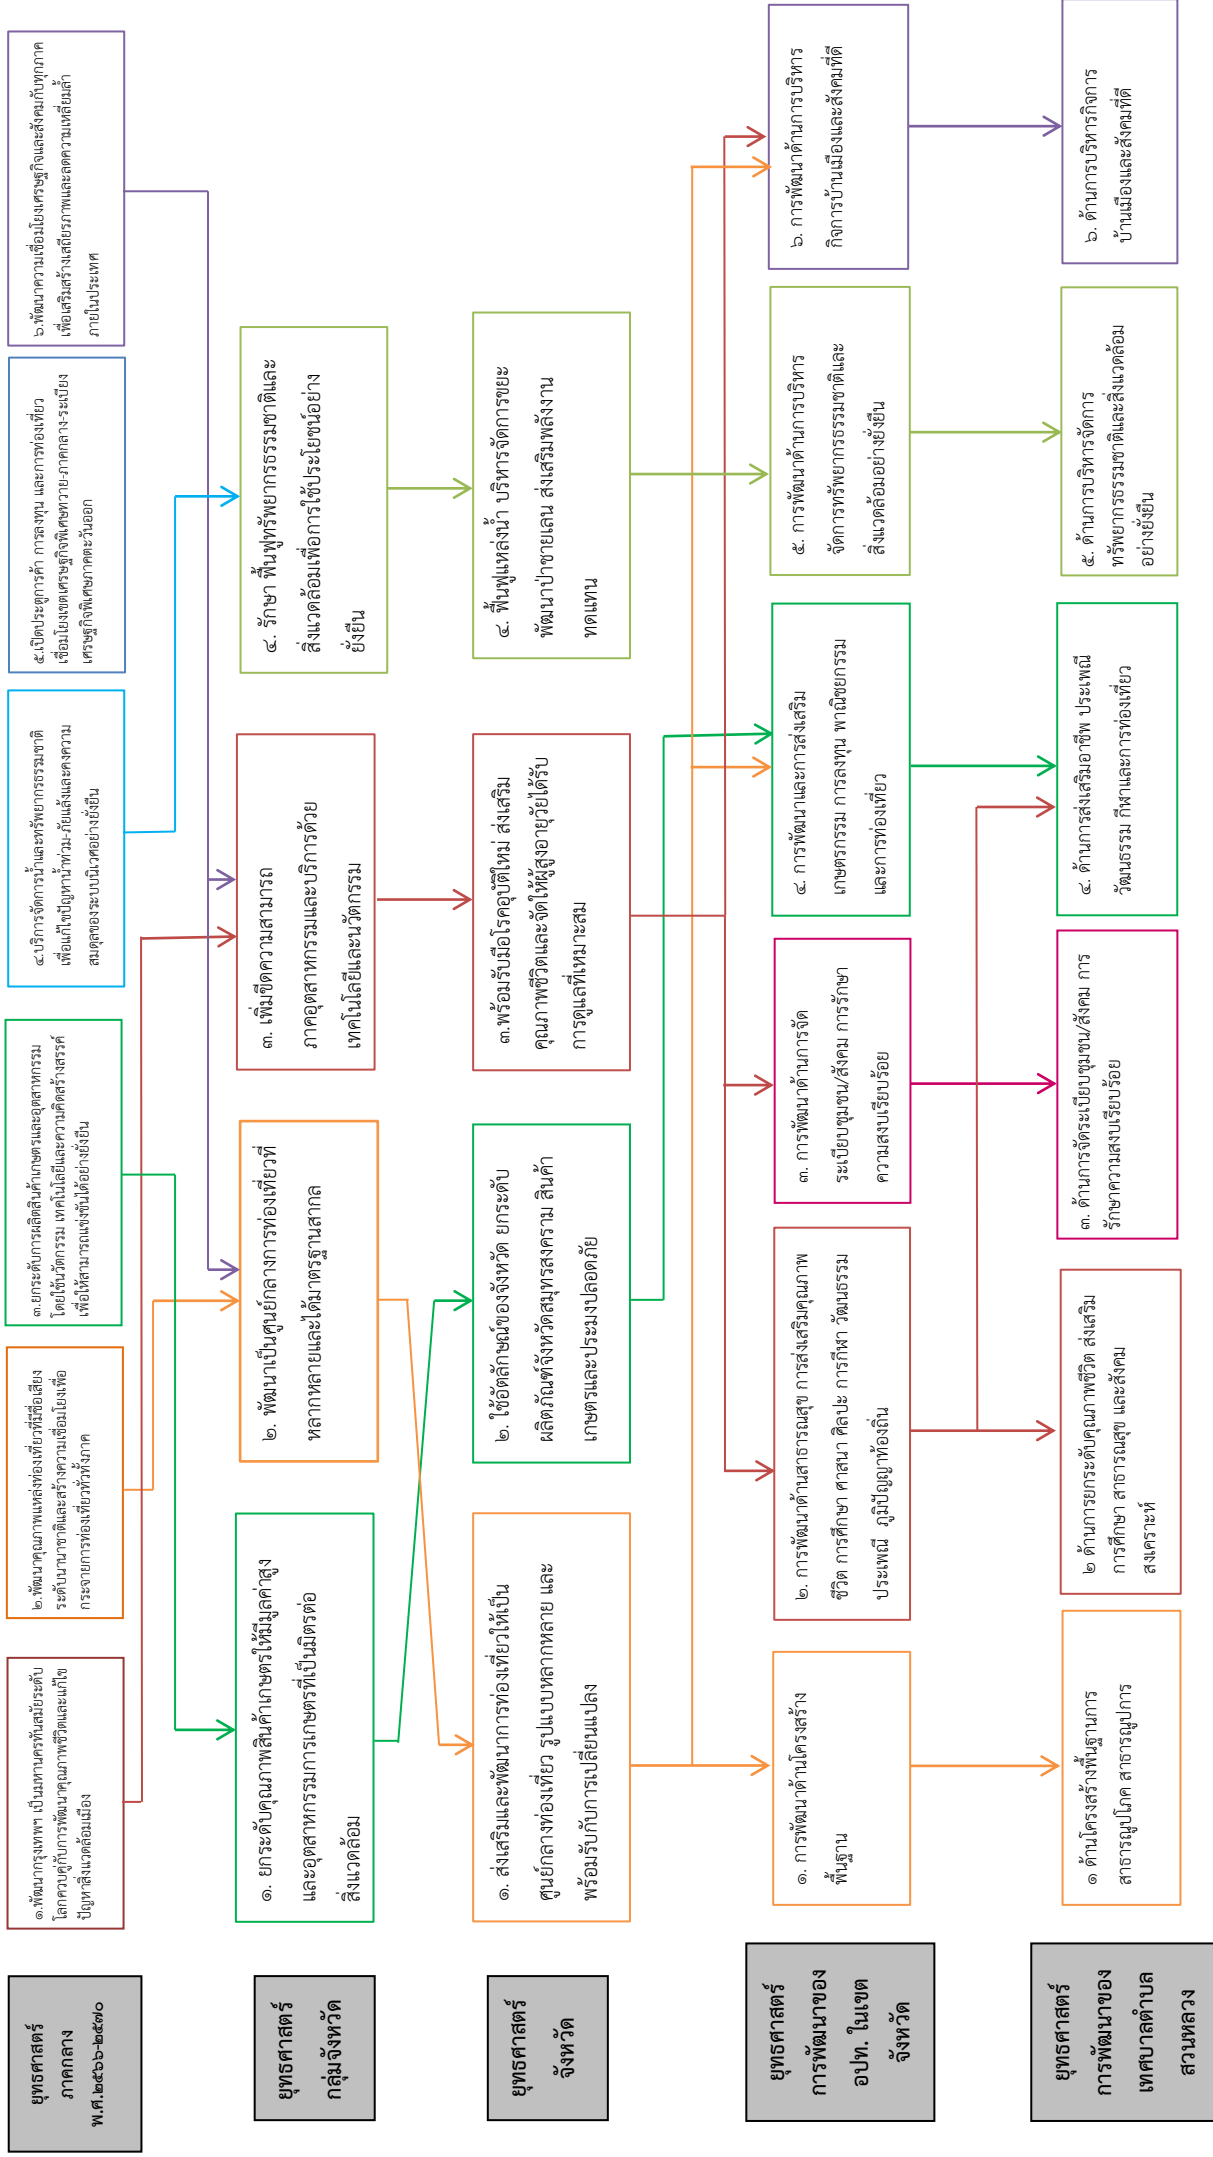 ยุทธศาสตร์
ภาคกลาง
พ.ศ.๒๕๖๖-๒๕๗๐
๑.พัฒนากรุงเทพฯ เป็นมหานครทันสมัยระดับ
โลกควบคู่กับการพัฒนาคุณภาพชีวิตและแก้ไข
ปัญหาสิ่งแวดล้อมเมือง
๒.พัฒนาคุณภาพแหล่งท่องเที่ยวที่มีชื่อเสียง
ระดับนานาชาติและสร้างความเชื่อมโยงเพื่อ
กระจายการท่องเที่ยวทั่วทั้งภาค
๓.ยกระดับการผลิตสินค้าเกษตรและอุตสาหกรรม
โดยใช้นวัตกรรม เทคโนโลยีและความคิดสร้างสรรค์
เพื่อให้สามารถแข่งขันได้อย่างยั่งยืน
๔.บริการจัดการน้ำและทรัพยากรธรรมชาติ
เพื่อแก้ไขปัญหาน้ำท่วม-ภัยแล้งและคงความ
สมดุลของระบบนิเวศอย่างยั่งยืน
๕.เปิดประตูการค้า การลงทุน และการท่องเที่ยว
เชื่อมโยงเขตเศรษฐกิจพิเศษทวาย-ภาคกลาง-ระเบียง
เศรษฐกิจพิเศษภาคตะวันออก
๖.พัฒนาความเชื่อมโยงเศรษฐกิจและสังคมกับทุกภาค
เพื่อเสริมสร้างเสถียรภาพและลดความเหลื่อมล้ำ
ภายในประเทศ
ยุทธศาสตร์
กลุ่มจังหวัด
๑. ยกระดับคุณภาพสินค้าเกษตรให้มีมูลค่าสูง
และอุตสาหกรรมการเกษตรที่เป็นมิตรต่อ
สิ่งแวดล้อม
๒. พัฒนาเป็นศูนย์กลางการท่องเที่ยวที่
หลากหลายและได้มาตรฐานสากล
๓. เพิ่มขีดความสามารถ
ภาคอุตสาหกรรมและบริการด้วย
เทคโนโลยีและนวัตกรรม
๔. รักษา ฟื้นฟูทรัพยากรธรรมชาติและ
สิ่งแวดล้อมเพื่อการใช้ประโยชน์อย่าง
ยั่งยืน
ยุทธศาสตร์
จังหวัด
๑. ส่งเสริมและพัฒนาการท่องเที่ยวให้เป็น
ศูนย์กลางท่องเที่ยว รูปแบบหลากหลาย และ
พร้อมรับกับการเปลี่ยนแปลง
๒. ใช้อัตลักษณ์ของจังหวัด ยกระดับ
ผลิตภัณฑ์จังหวัดสมุทรสงคราม สินค้า
เกษตรและประมงปลอดภัย
๓.พร้อมรับมือโรคอุบัติใหม่ ส่งเสริม
คุณภาพชีวิตและจัดให้ผู้สูงอายุวัยได้รับ
การดูแลที่เหมาะสม
๔. ฟื้นฟูแหล่งน้ำ บริหารจัดการขยะ
พัฒนาป่าชายเลน ส่งเสริมพลังงาน
ทดแทน
ยุทธศาสตร์
การพัฒนาของ
อปท. ในเขต
จังหวัด
๑. การพัฒนาด้านโครงสร้าง
พื้นฐาน
๒. การพัฒนาด้านสาธารณสุข การส่งเสริมคุณภาพ
ชีวิต การศึกษา ศาสนา ศิลปะ การกีฬา วัฒนธรรม
ประเพณี ภูมิปัญญาท้องถิ่น
๓. การพัฒนาด้านการจัด
ระเบียบชุมชน/สังคม การรักษา
ความสงบเรียบร้อย
๔. การพัฒนาและการส่งเสริม
เกษตรกรรม การลงทุน พาณิชยกรรม
และการท่องเที่ยว
๕. การพัฒนาด้านการบริหาร
จัดการทรัพยากรธรรมชาติและ
สิ่งแวดล้อมอย่างยั่งยืน
๖. การพัฒนาด้านการบริหาร
กิจการบ้านเมืองและสังคมที่ดี
ยุทธศาสตร์
การพัฒนาของ
เทศบาลตำบล
สวนหลวง
๑ ด้านโครงสร้างพื้นฐานการ
สาธารณูปโภค สาธารณูปการ
๒ ด้านการยกระดับคุณภาพชีวิต ส่งเสริม
การศึกษา สาธารณสุข และสังคม
สงเคราะห์
๓. ด้านการจัดระเบียบชุมชน/สังคม การ
รักษาความสงบเรียบร้อย
๔. ด้านการส่งเสริมอาชีพ ประเพณี
วัฒนธรรม กีฬาและการท่องเที่ยว
๕. ด้านการบริหารจัดการ
ทรัพยากรธรรมชาติและสิ่งแวดล้อม
อย่างยั่งยืน
๖. ด้านการบริหารกิจการ
บ้านเมืองและสังคมที่ดี